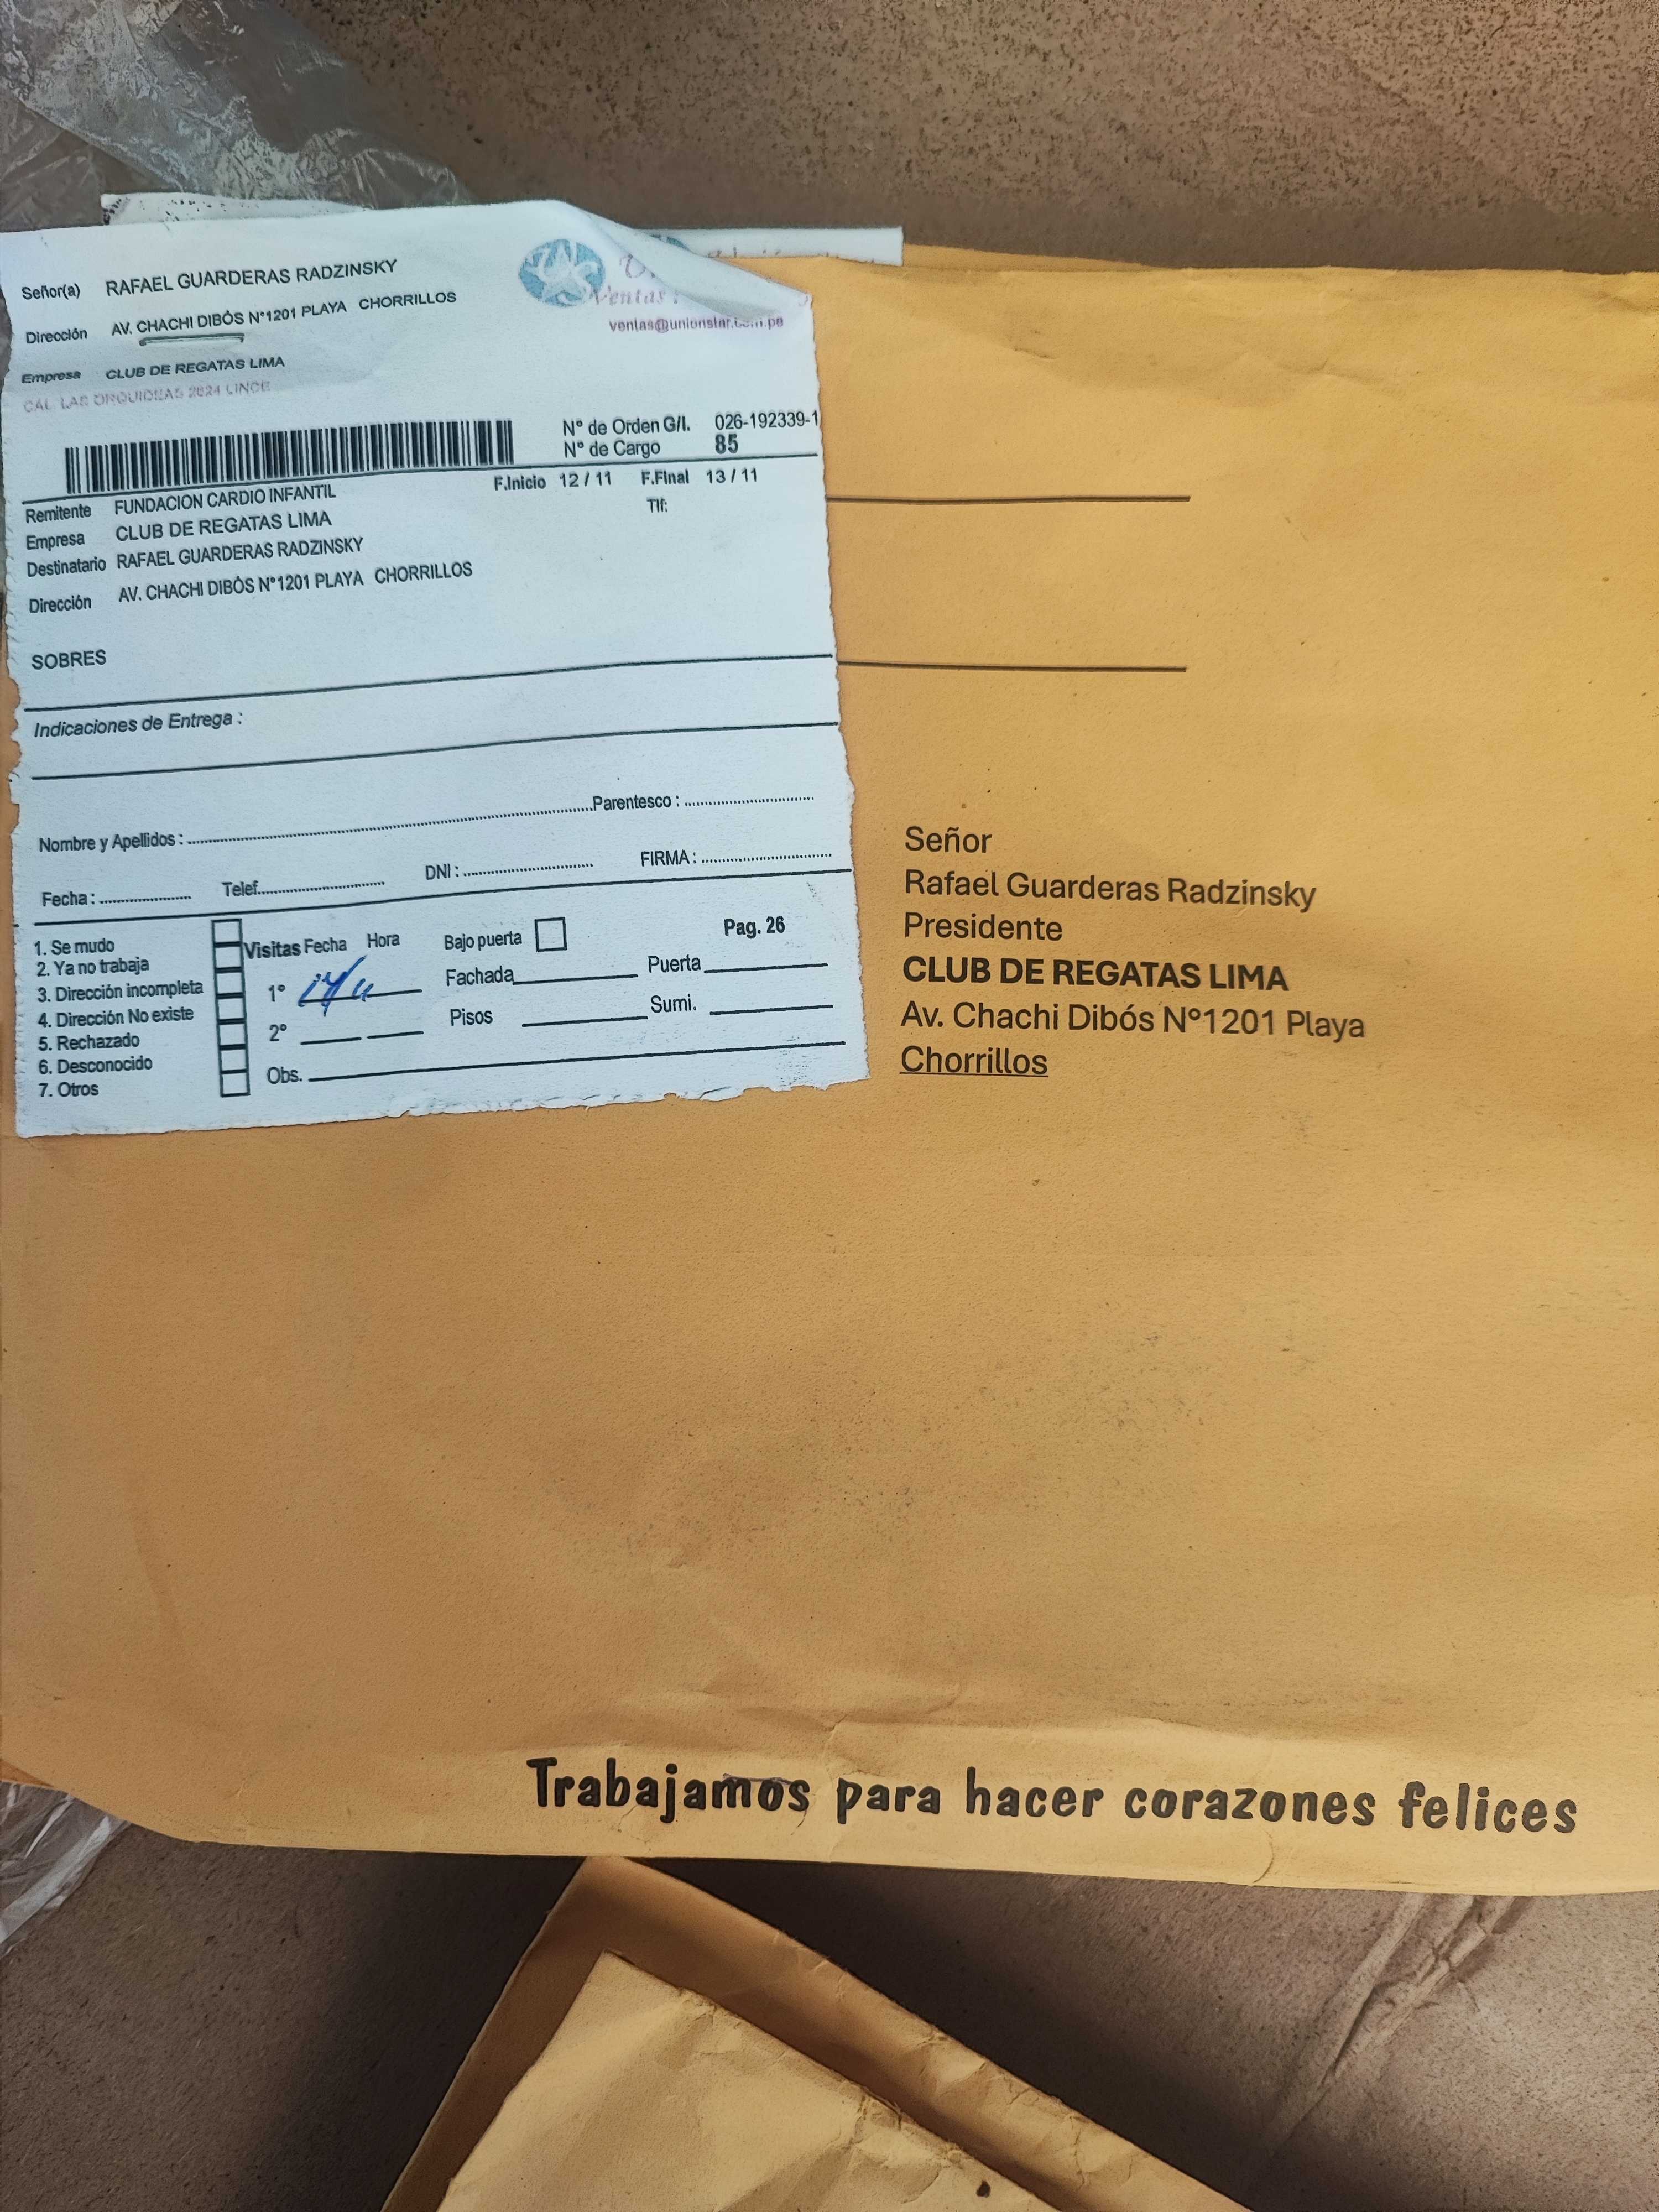 Señor(a) RAFAEL GUARDERAS RADZINSKY
Dirección AV. CHACHI DIBÓS N°1201 PLAYA CHORRILLOS
Empresa CLUB DE REGATAS LIMA
CAL LAS ORQUIDEAS 2624 LINCE
Ventas
ventas@unionstar.com.pe
N° de Orden G/I. 026-192339-1
N° de Cargo 85
F.Inicio 12 / 11 F.Final 13 / 11
Remitente FUNDACION CARDIO INFANTIL
Tlf:
Empresa CLUB DE REGATAS LIMA
Destinatario RAFAEL GUARDERAS RADZINSKY
Dirección AV. CHACHI DIBÓS N°1201 PLAYA CHORRILLOS
SOBRES
Indicaciones de Entrega :
Nombre y Apellidos : Parentesco :
Fecha : Telef. DNI : FIRMA :
1. Se mudo
2. Ya no trabaja
3. Dirección incompleta
4. Dirección No existe
5. Rechazado
6. Desconocido
7. Otros
Visitas Fecha Hora Bajo puerta Pag. 26
1° Fachada Puerta
2° Pisos Sumi.
Obs.
Señor
Rafael Guarderas Radzinsky
Presidente
CLUB DE REGATAS LIMA
Av. Chachi Dibós N°1201 Playa
Chorrillos
Trabajamos para hacer corazones felices